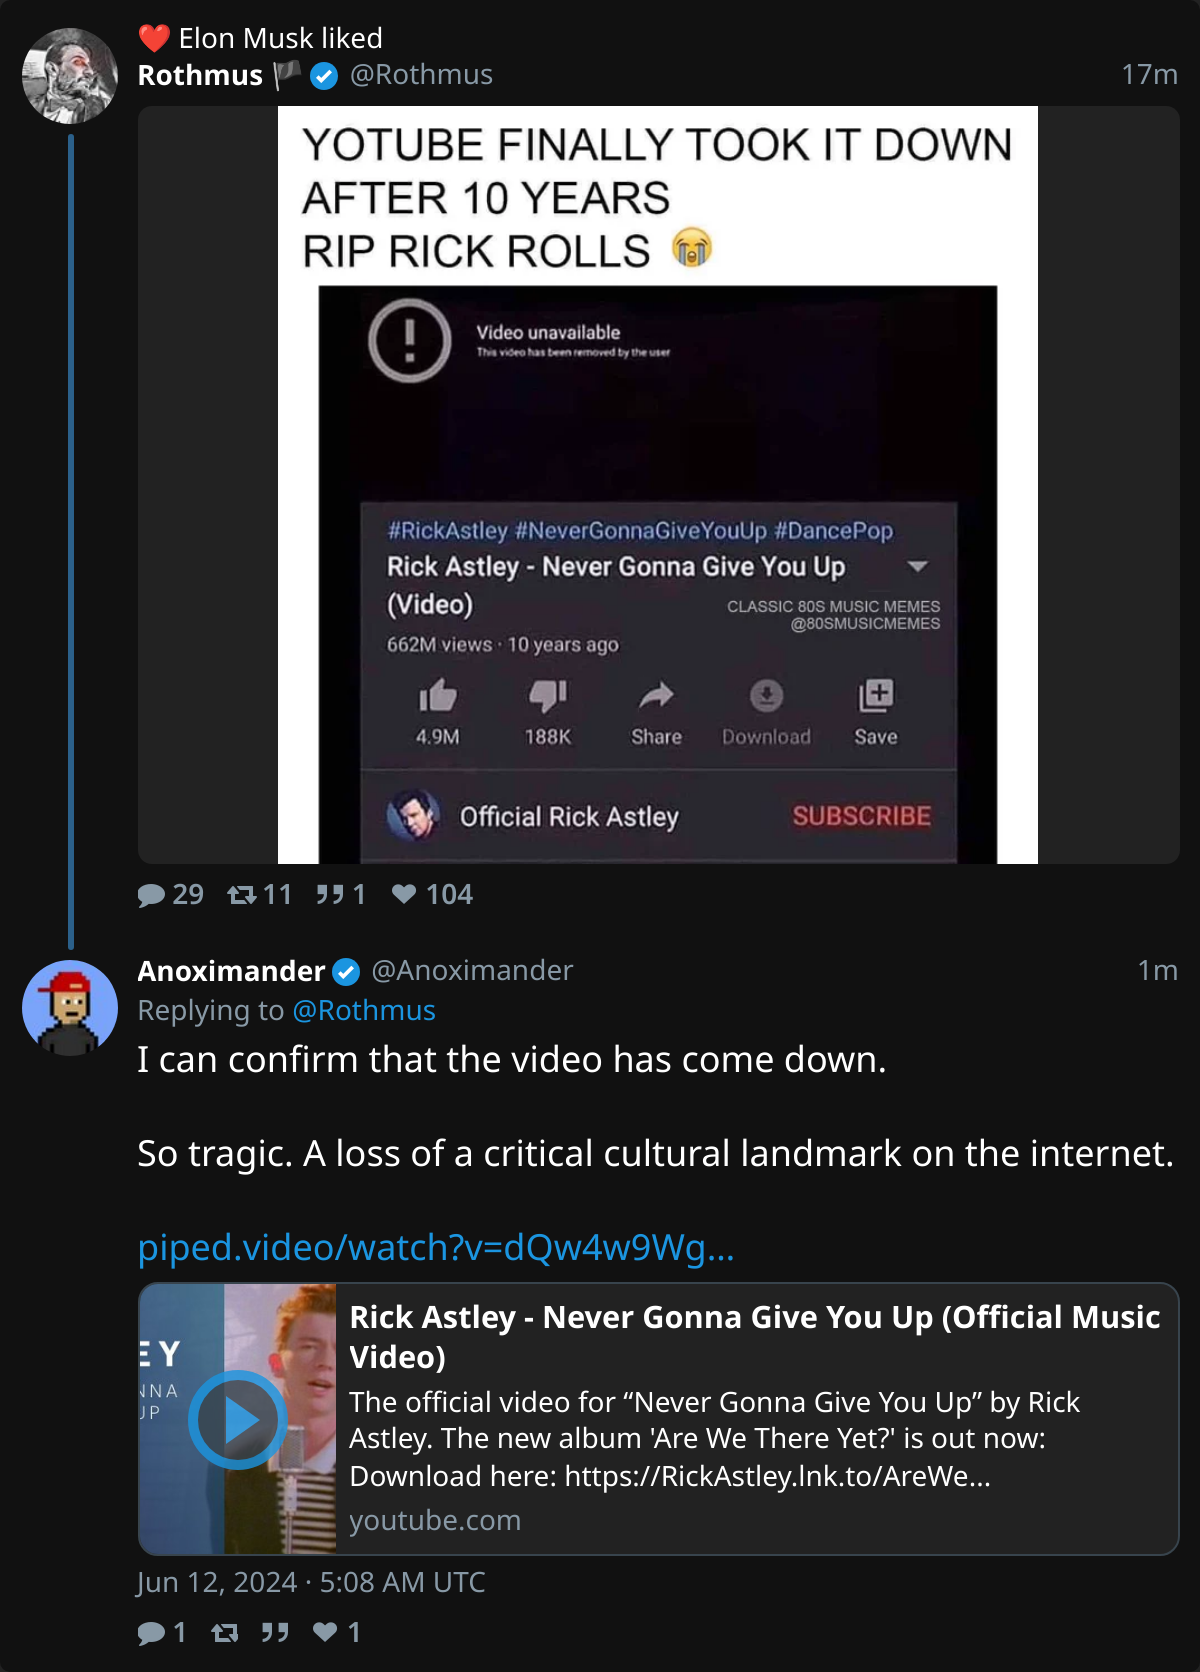 ❤️ Elon Musk liked
Rothmus 🏴 @Rothmus 17m
YOTUBE FINALLY TOOK IT DOWN
AFTER 10 YEARS
RIP RICK ROLLS 😭
Video unavailable
This video has been removed by the user
#RickAstley #NeverGonnaGiveYouUp #DancePop
Rick Astley - Never Gonna Give You Up
(Video)
CLASSIC 80S MUSIC MEMES
@80SMUSICMEMES
662M views · 10 years ago
4.9M 188K Share Download Save
Official Rick Astley SUBSCRIBE
29 11 1 104
Anoximander @Anoximander 1m
Replying to @Rothmus
I can confirm that the video has come down.
So tragic. A loss of a critical cultural landmark on the internet.
piped.video/watch?v=dQw4w9Wg...
EY
NNA
UP
Rick Astley - Never Gonna Give You Up (Official Music
Video)
The official video for “Never Gonna Give You Up” by Rick
Astley. The new album 'Are We There Yet?' is out now:
Download here: https://RickAstley.lnk.to/AreWe...
youtube.com
Jun 12, 2024 · 5:08 AM UTC
1 1